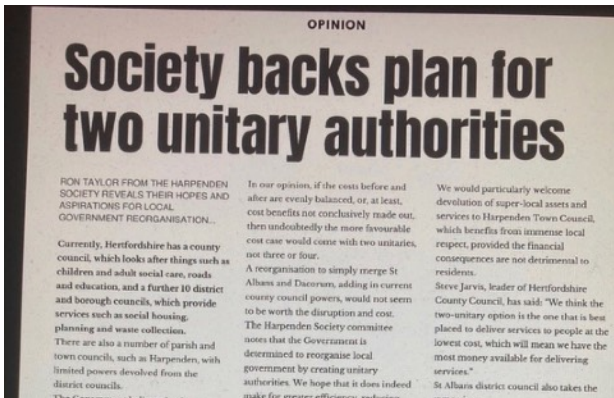 OPINION
Society backs plan for
two unitary authorities
RON TAYLOR FROM THE HARPENDEN
SOCIETY REVEALS THEIR HOPES AND
ASPIRATIONS FOR LOCAL
GOVERNMENT REORGANISATION...
Currently, Hertfordshire has a county
council, which looks after things such as
children and adult social care, roads
and education, and a further 10 district
and borough councils, which provide
services such as social housing,
planning and waste collection.
There are also a number of parish and
town councils, such as Harpenden, with
limited powers devolved from the
district councils.
In our opinion, if the costs before and
after are evenly balanced, or, at least,
cost benefits not conclusively made out,
then undoubtedly the more favourable
cost case would come with two unitaries,
not three or four.
A reorganisation to simply merge St
Albans and Dacorum, adding in current
county council powers, would not seem
to be worth the disruption and cost.
The Harpenden Society committee
notes that the Government is
determined to reorganise local
government by creating unitary
authorities. We hope that it does indeed
make for greater efficiency, reducing
We would particularly welcome
devolution of super-local assets and
services to Harpenden Town Council,
which benefits from immense local
respect, provided the financial
consequences are not detrimental to
residents.
Steve Jarvis, leader of Hertfordshire
County Council, has said: "We think the
two-unitary option is the one that is best
placed to deliver services to people at the
lowest cost, which will mean we have the
most money available for delivering
services."
St Albans district council also takes the